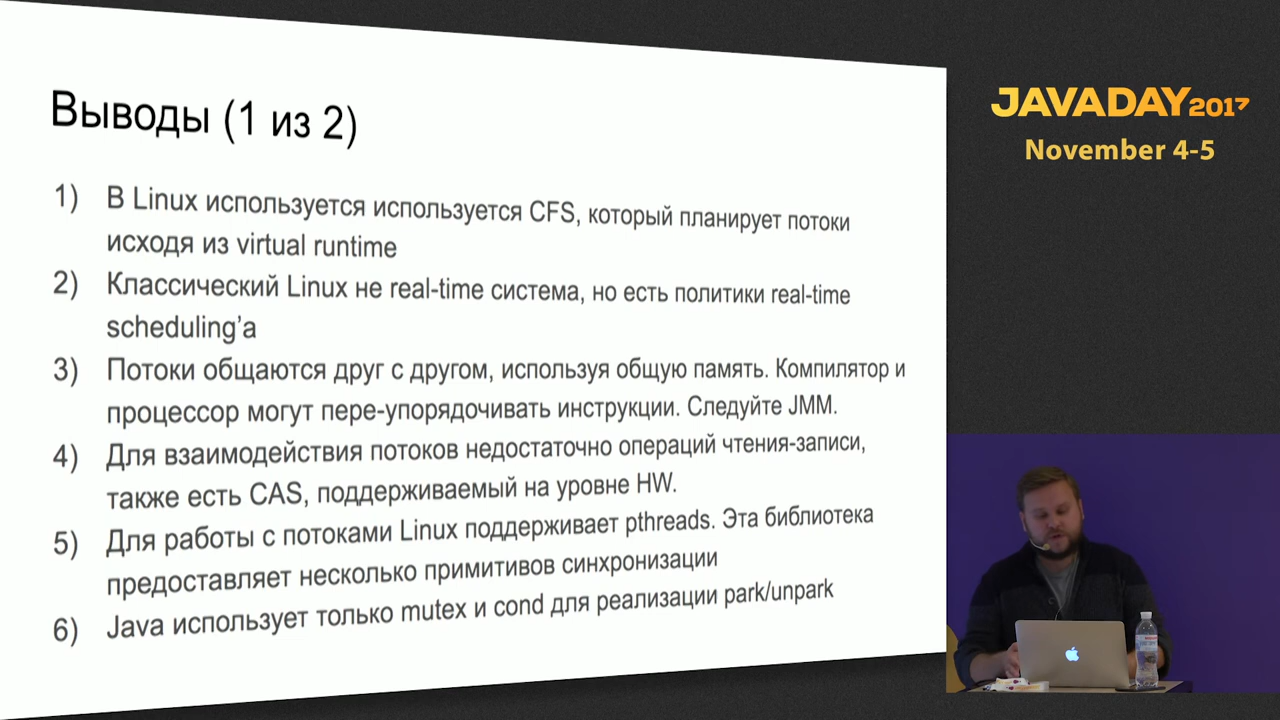 Выводы (1 из 2)
1) В Linux используется используется CFS, который планирует потоки
исходя из virtual runtime
2) Классический Linux не real-time система, но есть политики real-time
scheduling’а
3) Потоки общаются друг с другом, используя общую память. Компилятор и
процессор могут пере-упорядочивать инструкции. Следуйте JMM.
4) Для взаимодействия потоков недостаточно операций чтения-записи,
также есть CAS, поддерживаемый на уровне HW.
5) Для работы с потоками Linux поддерживает pthreads. Эта библиотека
предоставляет несколько примитивов синхронизации
6) Java использует только mutex и cond для реализации park/unpark
JAVADAY2017
November 4-5